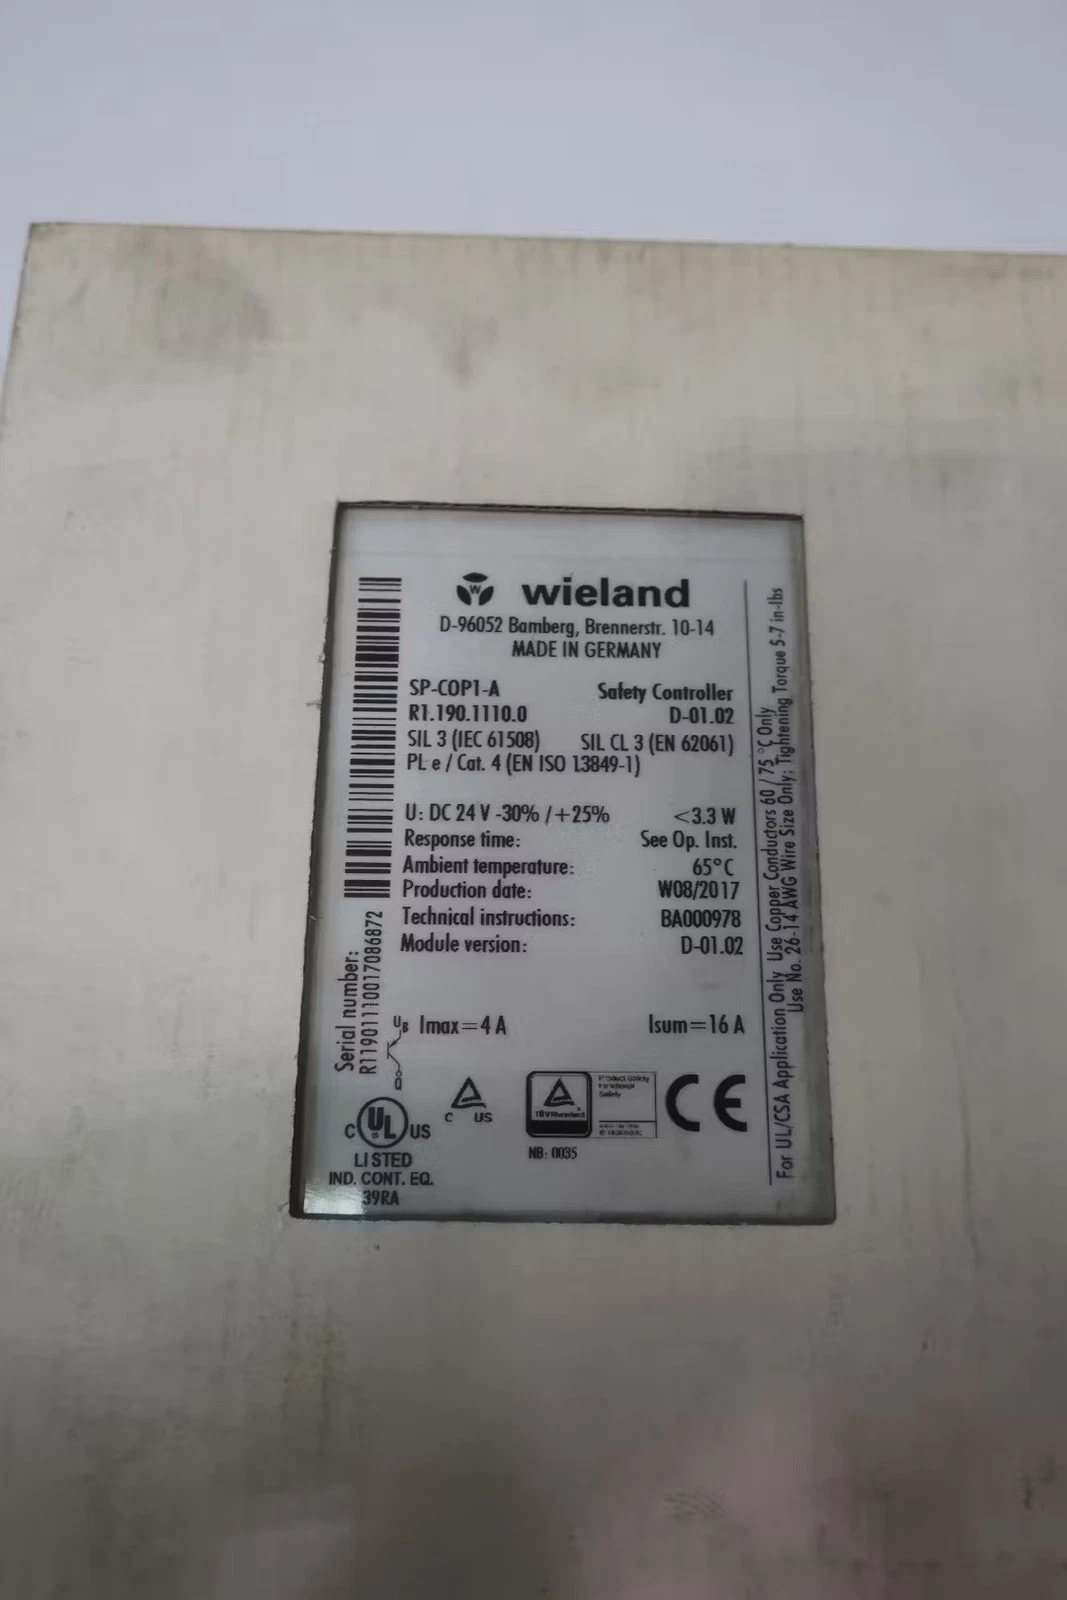 wieland
D-96052 Bamberg, Brennerstr. 10-14
MADE IN GERMANY
SP-COP1-A Safety Controller
R1.190.1110.0 D-01.02
SIL 3 (IEC 61508) SIL CL 3 (EN 62061)
PL e / Cat. 4 (EN ISO 13849-1)
U: DC 24 V -30% / +25% <3.3 W
Response time: See Op. Inst.
Ambient temperature: 65°C
Production date: W08/2017
Technical instructions: BA000978
Module version: D-01.02
UB Imax=4 A Isum=16 A
Serial number:
R11901110017086872
C UL US
LISTED
IND. CONT. EQ.
39RA
C US
TÜVRheinland
Product Safety
Functional
Safety
NB: 0035
CE
For UL/CSA Application Only Use Copper Conductors 60 / 75 °C Only
Use No. 26-14 AWG Wire Size Only; Tightening Torque 5-7 in-lbs